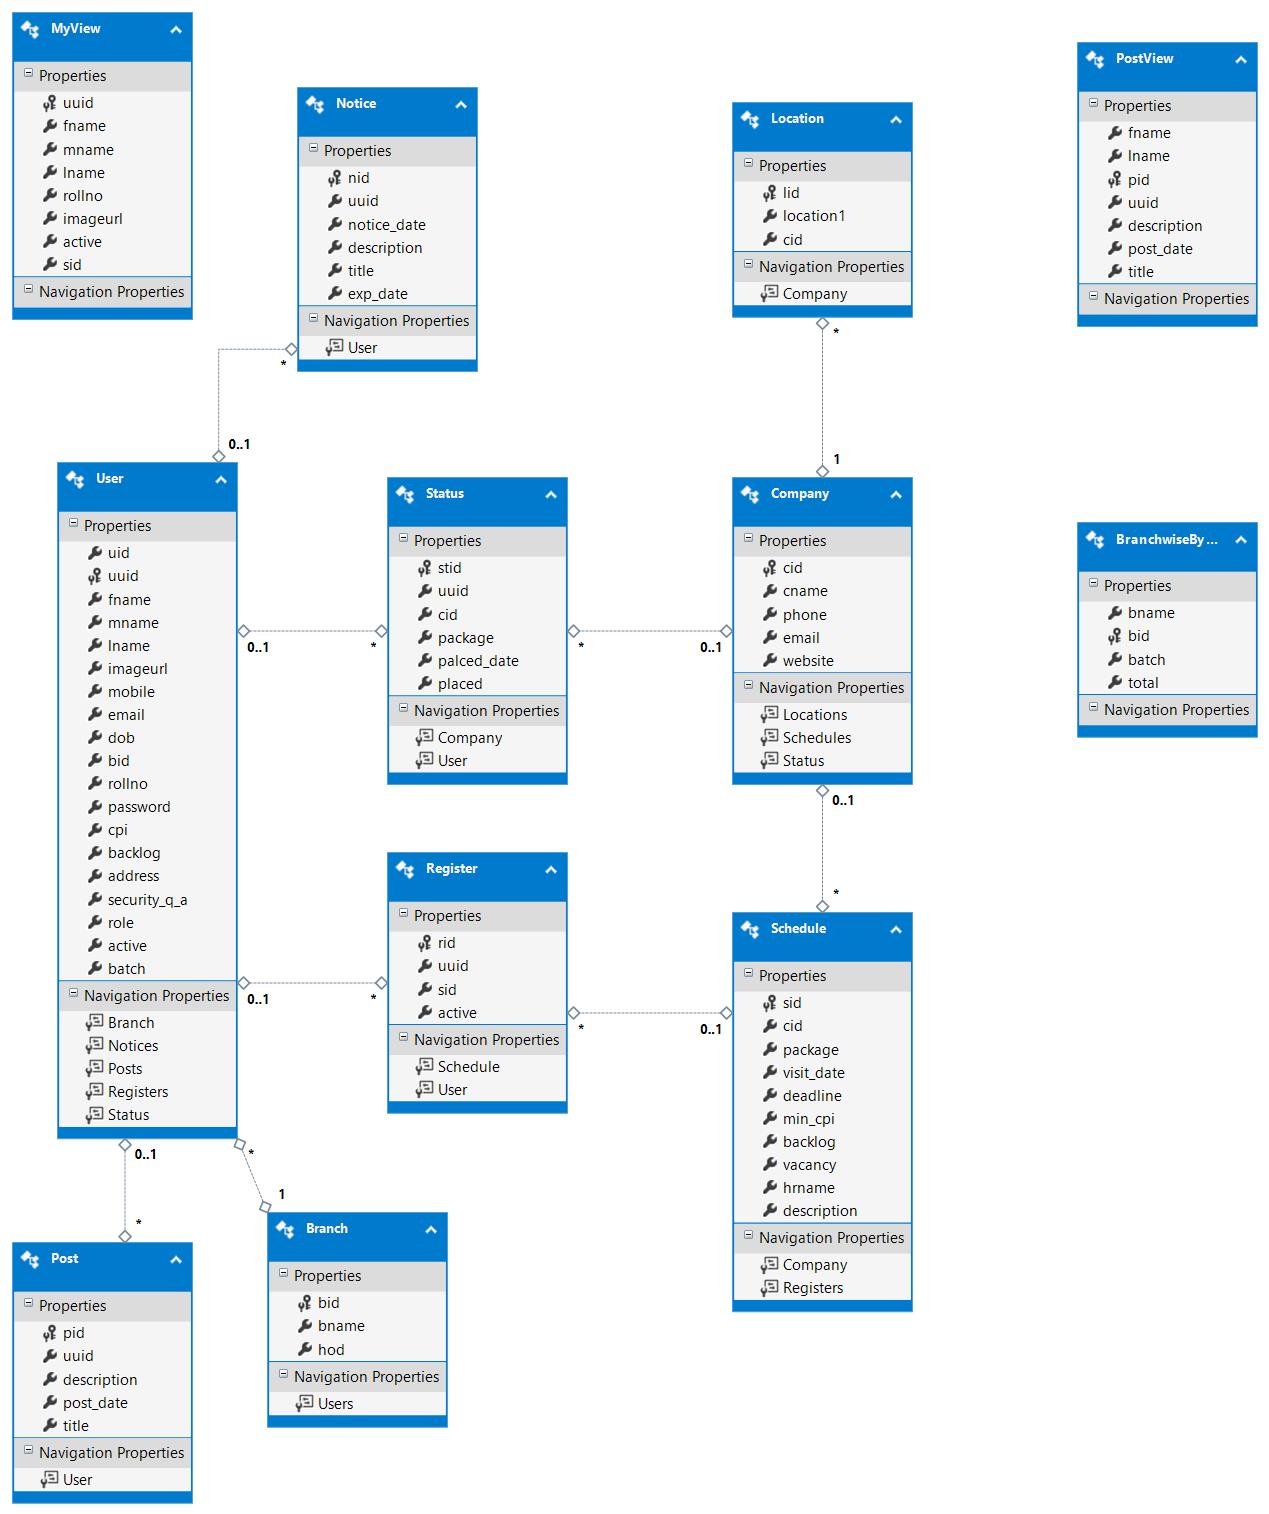 MyView
Properties
uuid
fname
mname
lname
rollno
imageurl
active
sid
Navigation Properties
Notice
Properties
nid
uuid
notice_date
description
title
exp_date
Navigation Properties
User
*
0..1
Location
Properties
lid
location1
cid
Navigation Properties
Company
*
1
PostView
Properties
fname
lname
pid
uuid
description
post_date
title
Navigation Properties
User
Properties
uid
uuid
fname
mname
lname
imageurl
mobile
email
dob
bid
rollno
password
cpi
backlog
address
security_q_a
role
active
batch
Navigation Properties
Branch
Notices
Posts
Registers
Status
0..1
*
Status
Properties
stid
uuid
cid
package
palced_date
placed
Navigation Properties
Company
User
*
0..1
Company
Properties
cid
cname
phone
email
website
Navigation Properties
Locations
Schedules
Status
0..1
*
BranchwiseBy...
Properties
bname
bid
batch
total
Navigation Properties
0..1
*
Register
Properties
rid
uuid
sid
active
Navigation Properties
Schedule
User
*
0..1
Schedule
Properties
sid
cid
package
visit_date
deadline
min_cpi
backlog
vacancy
hrname
description
Navigation Properties
Company
Registers
0..1
*
*
1
Post
Properties
pid
uuid
description
post_date
title
Navigation Properties
User
Branch
Properties
bid
bname
hod
Navigation Properties
Users